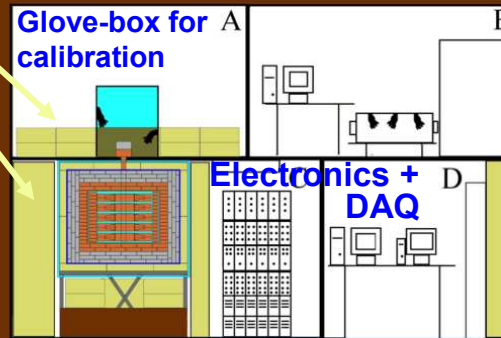 Glove-box for A
calibration
Electronics +
C D
DAQ